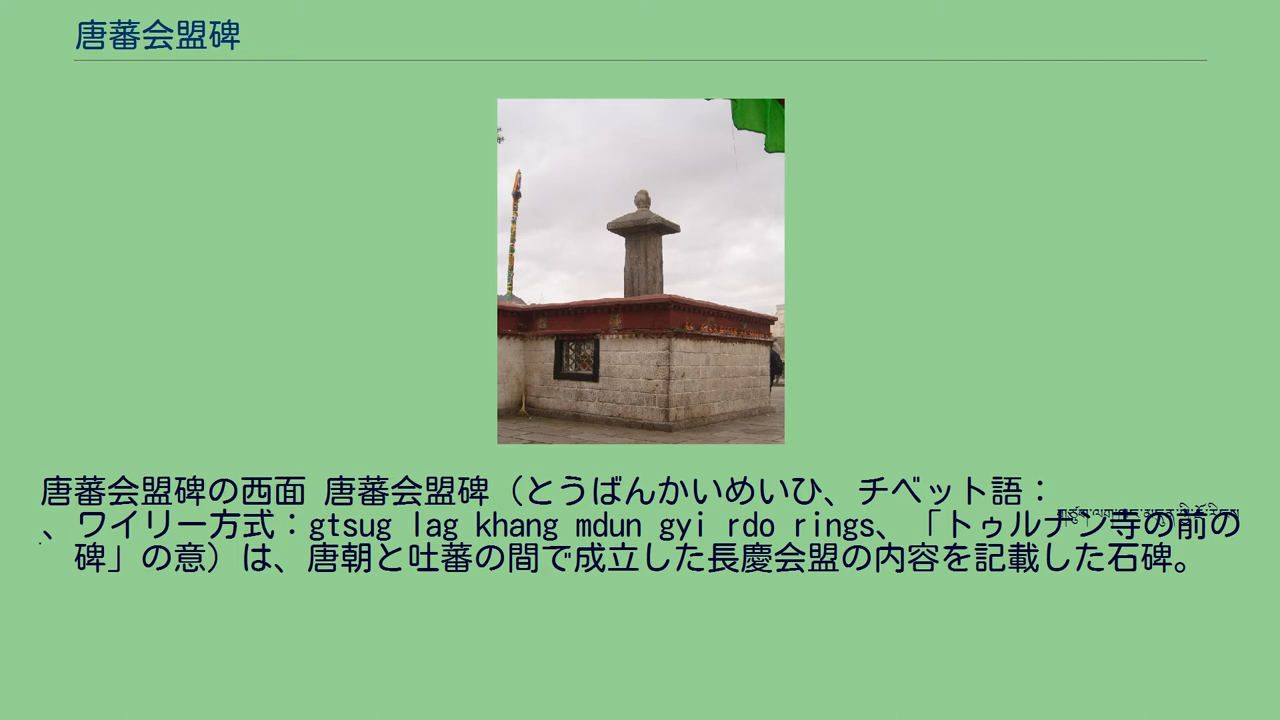 唐蕃会盟碑
唐蕃会盟碑の西面 唐蕃会盟碑（とうばんかいめいひ、チベット語：
、ワイリー方式：gtsug lag khang mdun gyi rdo rings、「トゥルナン寺の前の
碑」の意）は、唐朝と吐蕃の間で成立した長慶会盟の内容を記載した石碑。